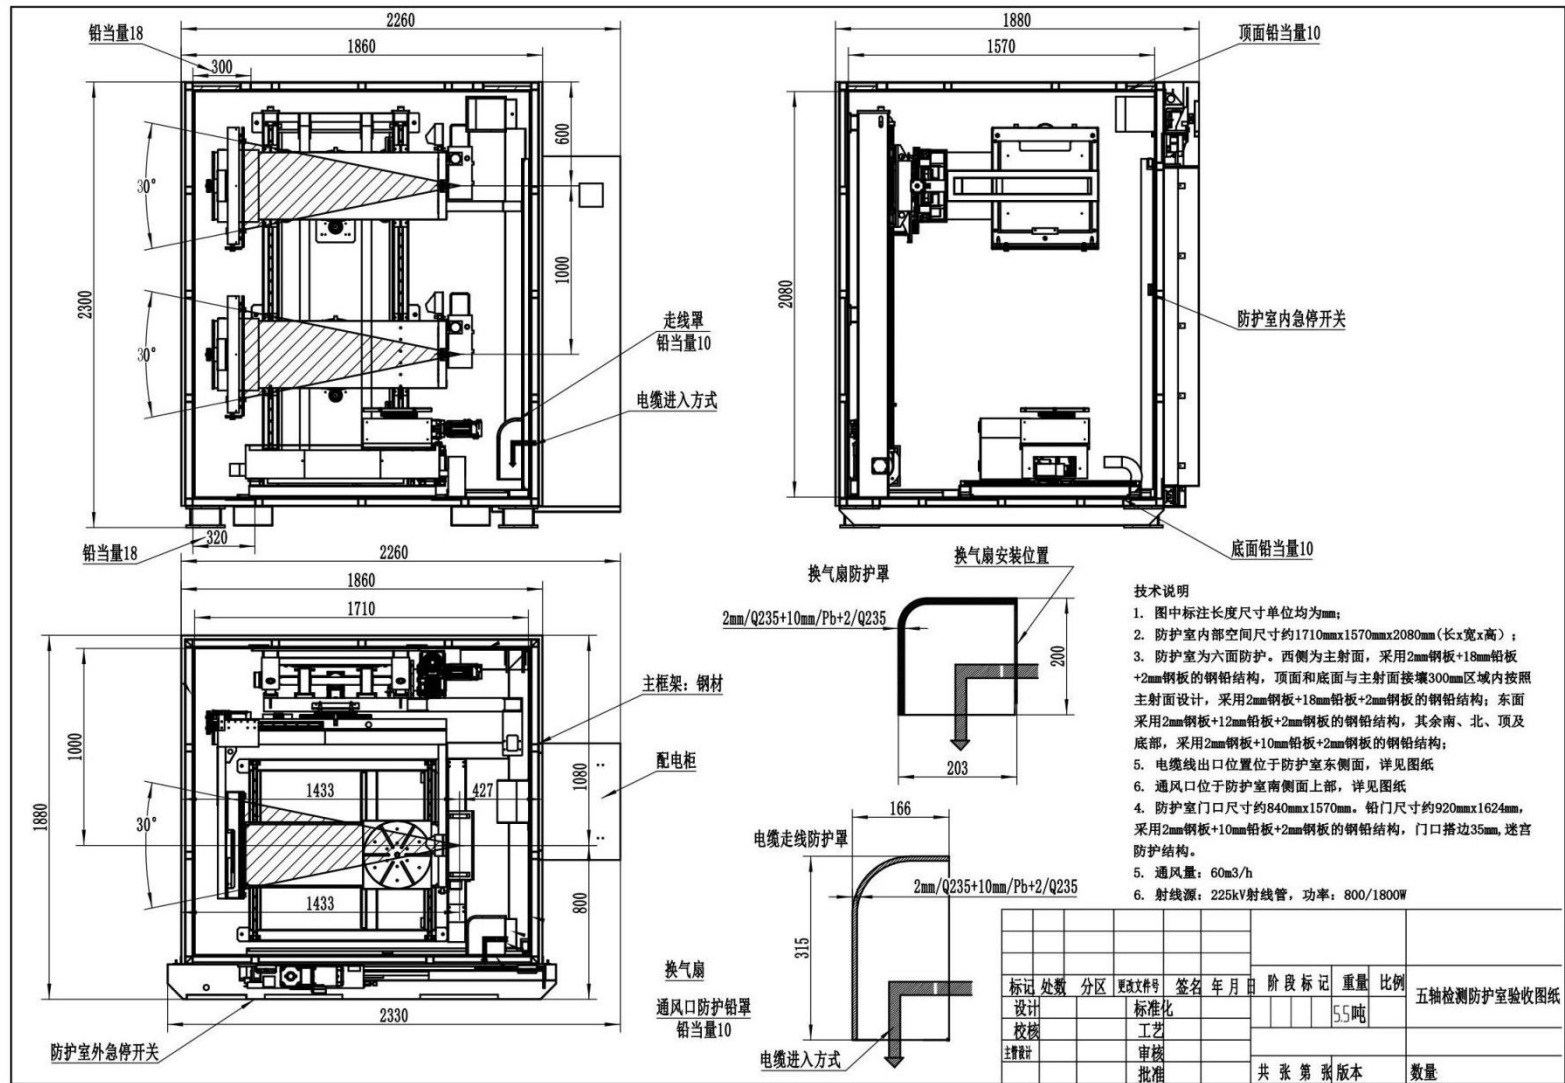 2260
1860
铅当量18
300
2300
600
1000
30°
30°
走线罩
铅当量10
电缆进入方式
铅当量18
320
1880
1570
顶面铅当量10
2080
防护室内急停开关
底面铅当量10
2260
1860
1710
1880
1000
30°
1433
427
1433
1080
800
2330
主框架：钢材
配电柜
防护室外急停开关
换气扇
通风口防护铅罩
铅当量10
换气扇防护罩
换气扇安装位置
2mm/Q235+10mm/Pb+2/Q235
200
203
电缆走线防护罩
166
2mm/Q235+10mm/Pb+2/Q235
315
电缆进入方式
技术说明
1. 图中标注长度尺寸单位均为mm；
2. 防护室内部空间尺寸约1710mmx1570mmx2080mm(长x宽x高)；
3. 防护室为六面防护。西侧为主射面，采用2mm钢板+18mm铅板
+2mm钢板的钢铅结构，顶面和底面与主射面接壤300mm区域内按照
主射面设计，采用2mm钢板+18mm铅板+2mm钢板的钢铅结构；东面
采用2mm钢板+12mm铅板+2mm钢板的钢铅结构，其余南、北、顶及
底部，采用2mm钢板+10mm铅板+2mm钢板的钢铅结构；
5. 电缆线出口位置位于防护室东侧面，详见图纸
6. 通风口位于防护室南侧面上部，详见图纸
4. 防护室门口尺寸约840mmx1570mm。铅门尺寸约920mmx1624mm，
采用2mm钢板+10mm铅板+2mm钢板的钢铅结构，门口搭边35mm,迷宫
防护结构。
5. 通风量：60m3/h
6. 射线源：225kV射线管，功率：800/1800W
标记 处数 分区 更改文件号 签名 年月日
设计 标准化
校核 工艺
主管设计 审核
批准
阶段标记 重量 比例
5.5吨
共 张 第 张 版本 数量
五轴检测防护室验收图纸